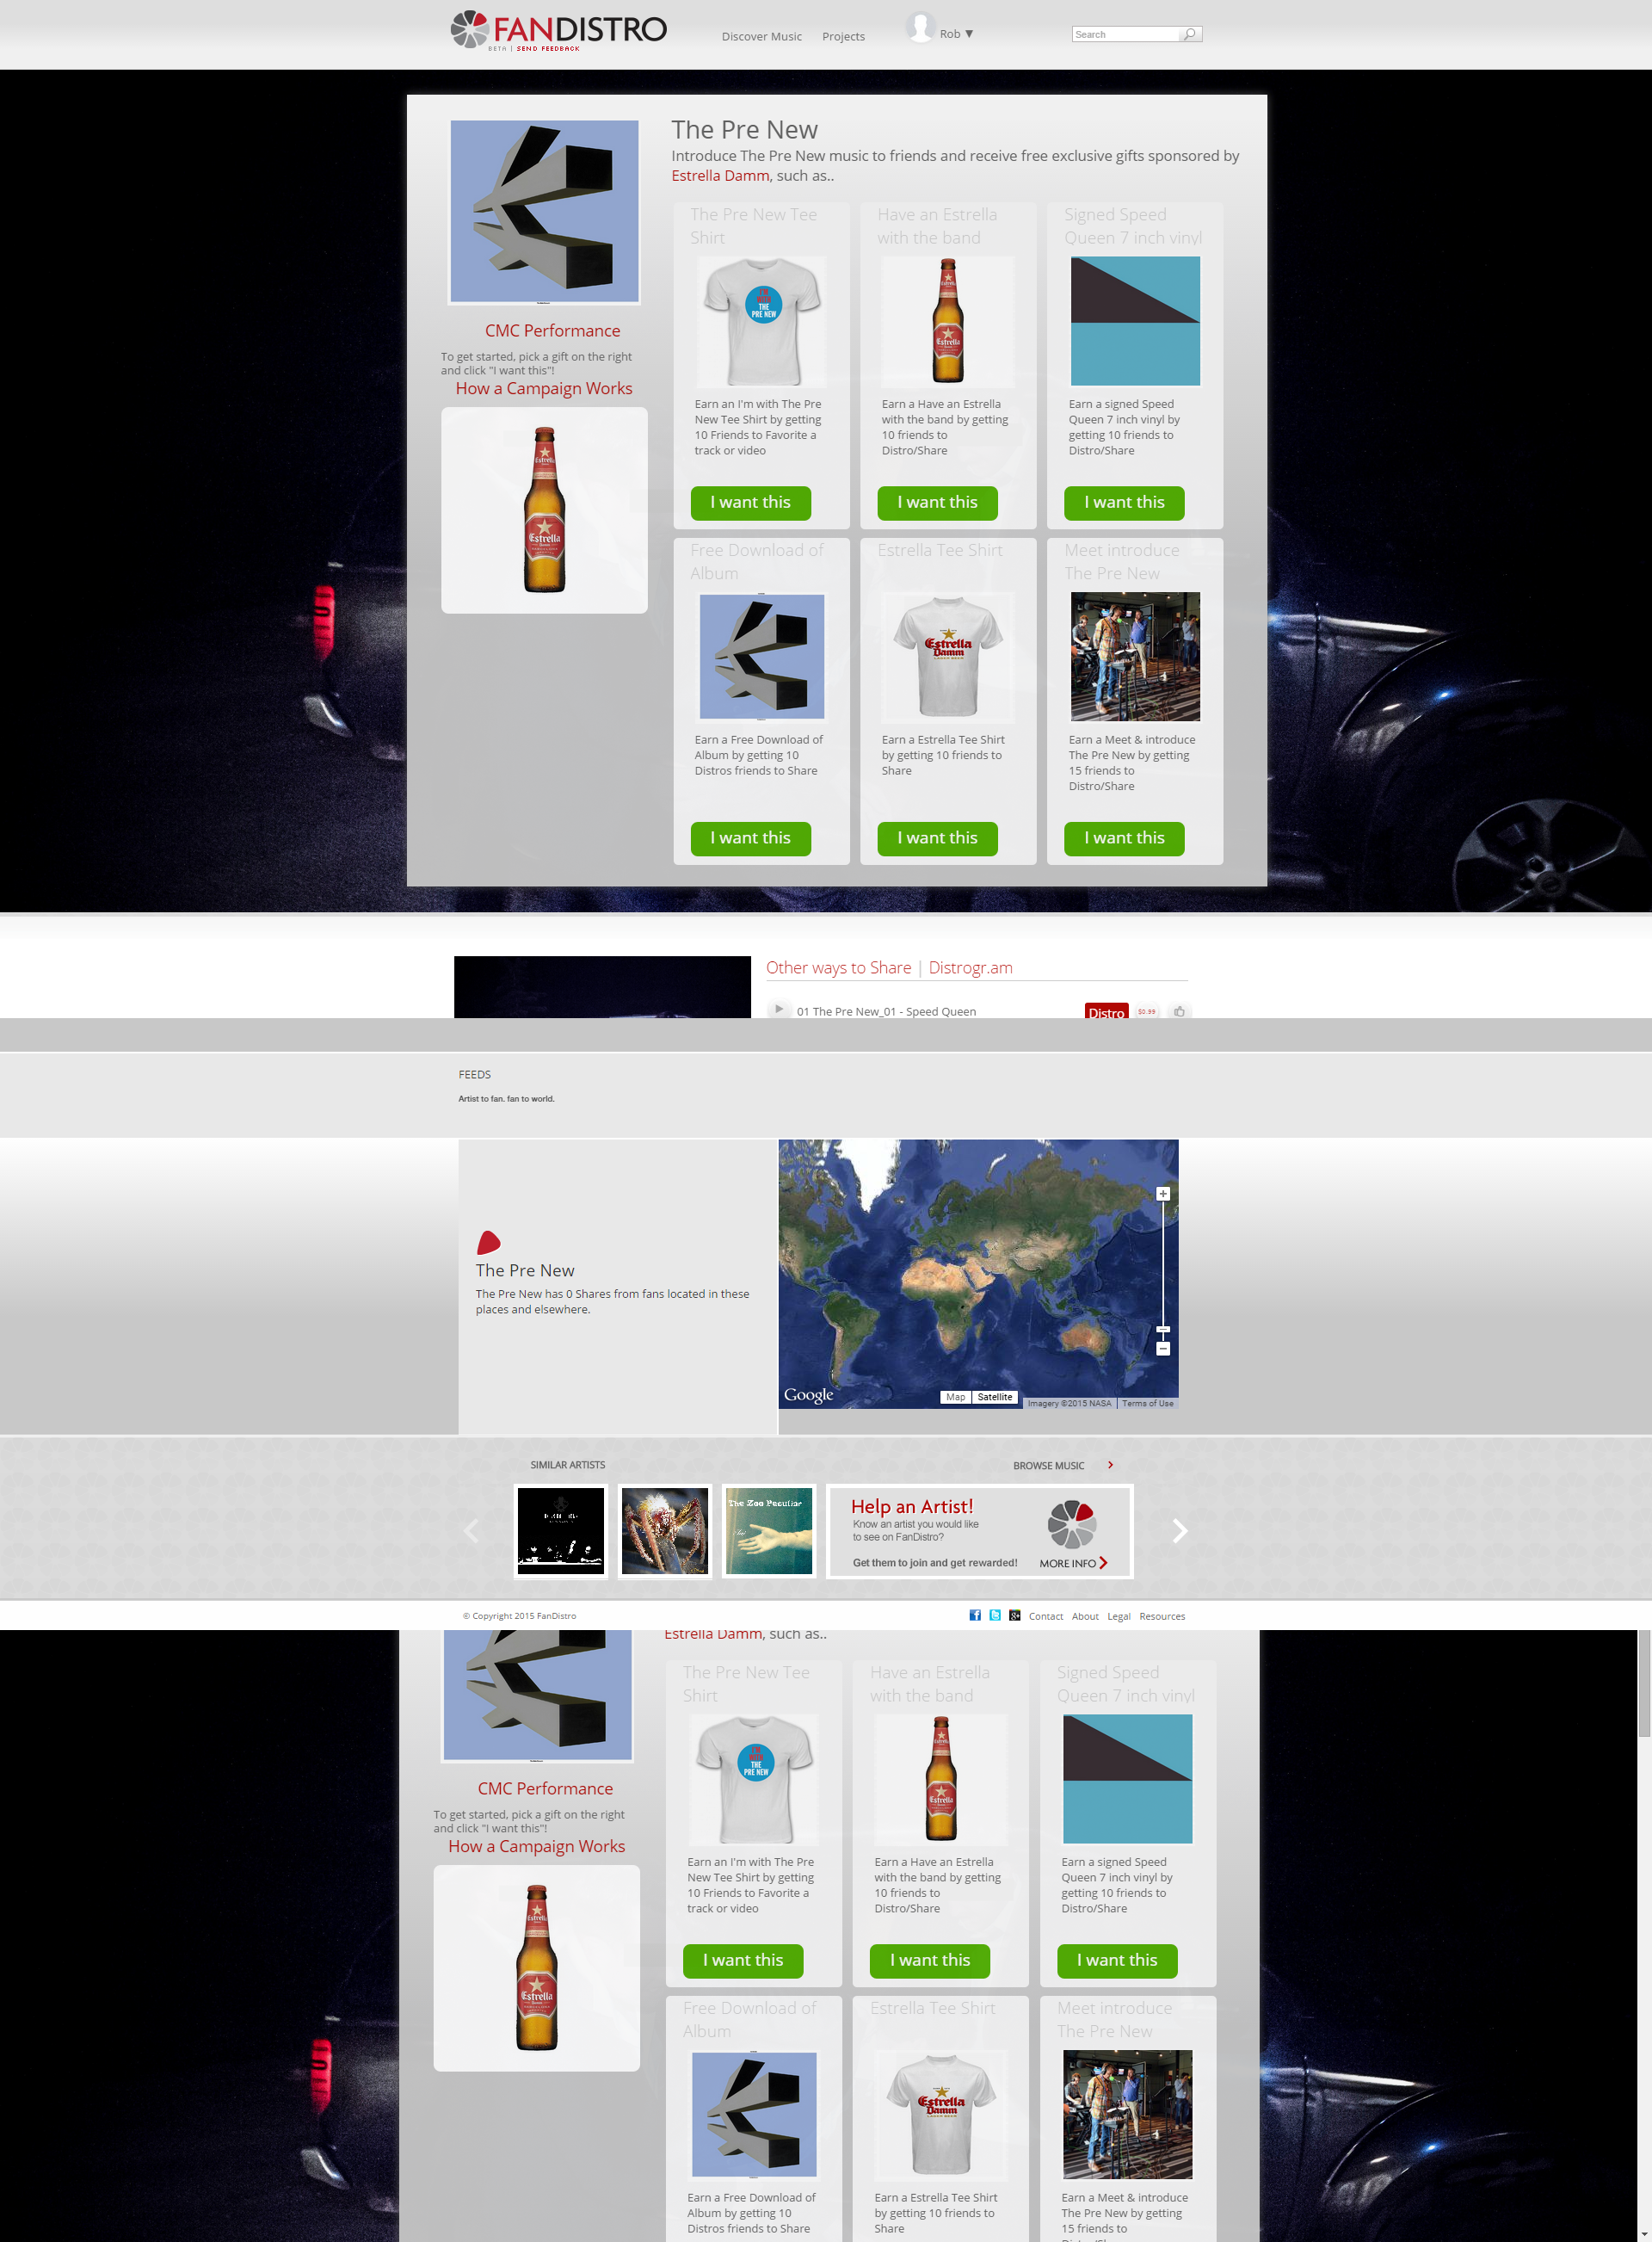 FANDISTRO
BETA | SEND FEEDBACK
Discover Music
Projects
Rob ▼
Search
The Pre New
Introduce The Pre New music to friends and receive free exclusive gifts sponsored by
Estrella Damm, such as..
CMC Performance
To get started, pick a gift on the right
and click "I want this"!
How a Campaign Works
Estrella
The Pre New Tee
Shirt
THE
PRE NEW
Earn an I'm with The Pre
New Tee Shirt by getting
10 Friends to Favorite a
track or video
I want this
Have an Estrella
with the band
Estrella
Earn a Have an Estrella
with the band by getting
10 friends to
Distro/Share
I want this
Signed Speed
Queen 7 inch vinyl
Earn a signed Speed
Queen 7 inch vinyl by
getting 10 friends to
Distro/Share
I want this
Free Download of
Album
Earn a Free Download of
Album by getting 10
Distros friends to Share
I want this
Estrella Tee Shirt
Estrella
Damm
Earn a Estrella Tee Shirt
by getting 10 friends to
Share
I want this
Meet introduce
The Pre New
Earn a Meet & introduce
The Pre New by getting
15 friends to
Distro/Share
I want this
Other ways to Share | Distrogr.am
01 The Pre New_01 - Speed Queen
Distro
$0.99
FEEDS
Artist to fan. fan to world.
The Pre New
The Pre New has 0 Shares from fans located in these
places and elsewhere.
Google
Map
Satellite
Imagery ©2015 NASA
Terms of Use
SIMILAR ARTISTS
BROWSE MUSIC
The Zoo Peculiar
Help an Artist!
Know an artist you would like
to see on FanDistro?
Get them to join and get rewarded!
MORE INFO
© Copyright 2015 FanDistro
Contact
About
Legal
Resources
Estrella Damm, such as..
CMC Performance
To get started, pick a gift on the right
and click "I want this"!
How a Campaign Works
Estrella
The Pre New Tee
Shirt
THE
PRE NEW
Earn an I'm with The Pre
New Tee Shirt by getting
10 Friends to Favorite a
track or video
I want this
Have an Estrella
with the band
Estrella
Earn a Have an Estrella
with the band by getting
10 friends to
Distro/Share
I want this
Signed Speed
Queen 7 inch vinyl
Earn a signed Speed
Queen 7 inch vinyl by
getting 10 friends to
Distro/Share
I want this
Free Download of
Album
Earn a Free Download of
Album by getting 10
Distros friends to Share
Estrella Tee Shirt
Estrella
Damm
Earn a Estrella Tee Shirt
by getting 10 friends to
Share
Meet introduce
The Pre New
Earn a Meet & introduce
The Pre New by getting
15 friends to